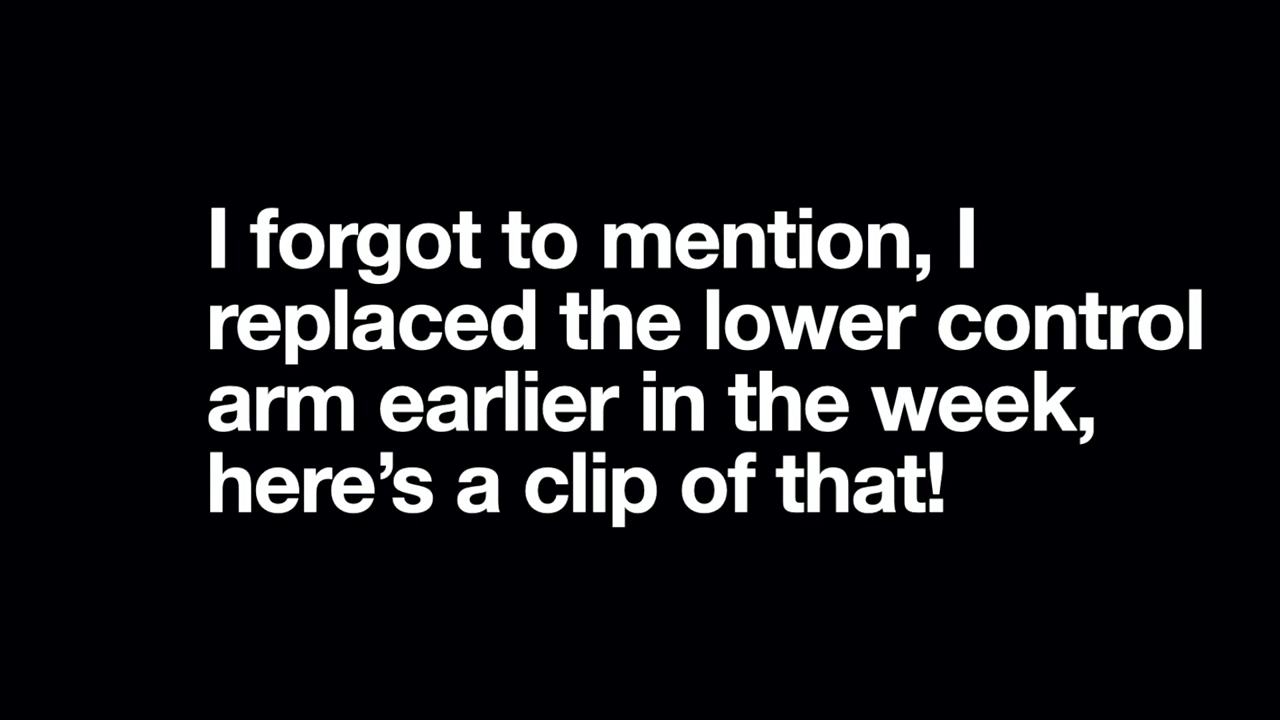 I forgot to mention, I
replaced the lower control
arm earlier in the week,
here’s a clip of that!